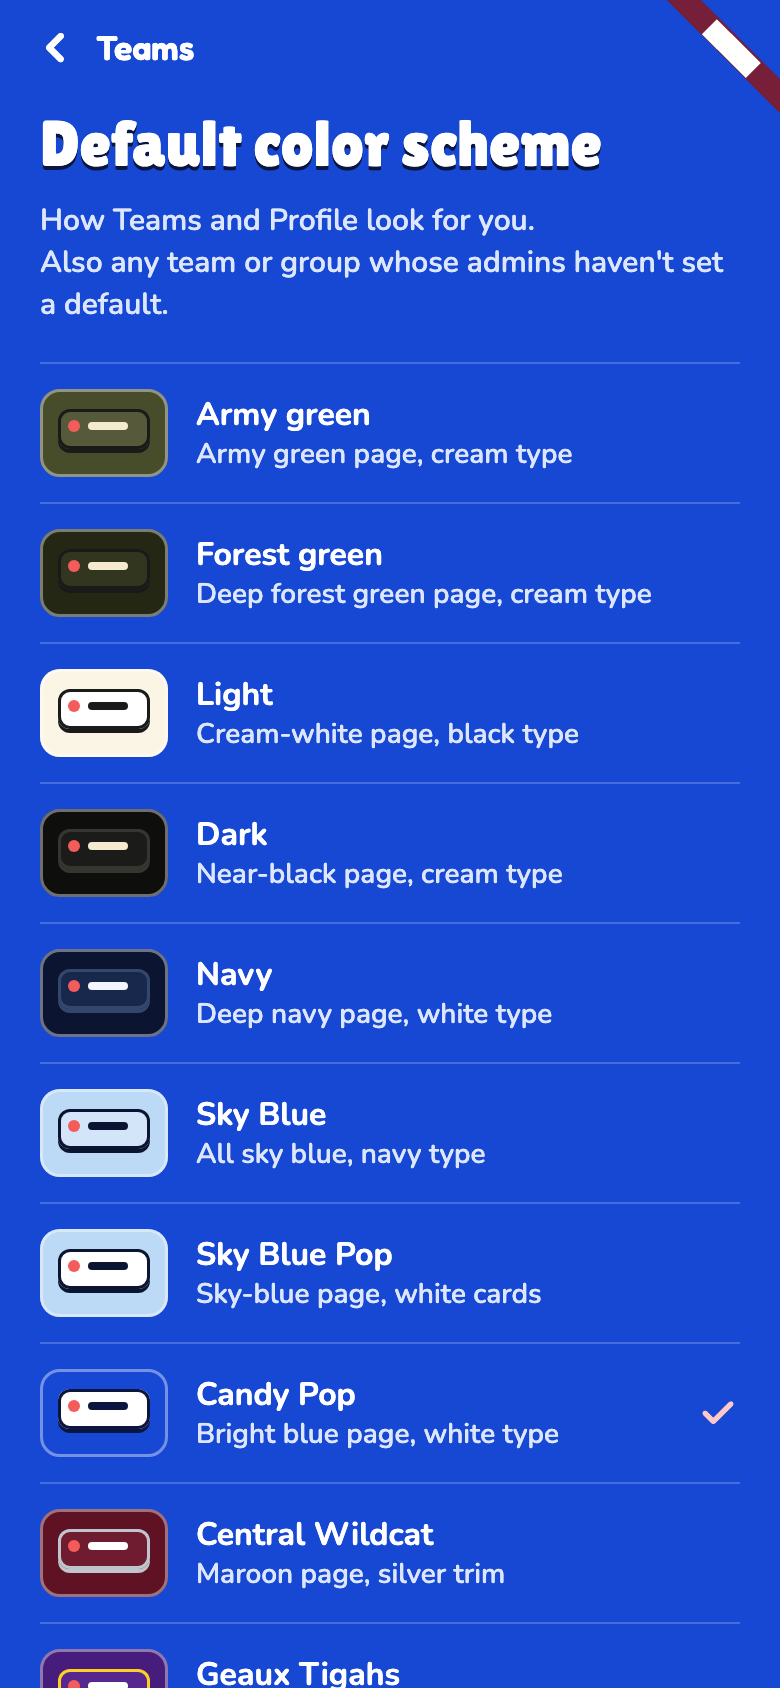 Teams
Default color scheme
How Teams and Profile look for you.
Also any team or group whose admins haven't set
a default.
Army green
Army green page, cream type
Forest green
Deep forest green page, cream type
Light
Cream-white page, black type
Dark
Near-black page, cream type
Navy
Deep navy page, white type
Sky Blue
All sky blue, navy type
Sky Blue Pop
Sky-blue page, white cards
Candy Pop
Bright blue page, white type
Central Wildcat
Maroon page, silver trim
Geaux Tigahs